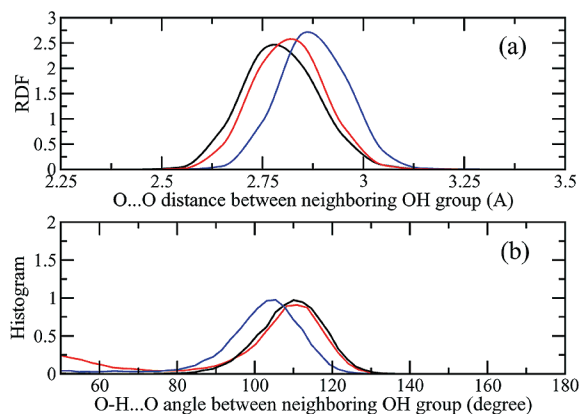 3
2.5
2
1.5
1
0.5
0
RDF
(a)
2.25 2.5 2.75 3 3.25 3.5
O...O distance between neighboring OH group (A)
2
1.5
1
0.5
0
Histogram
(b)
60 80 100 120 140 160 180
O-H...O angle between neighboring OH group (degree)